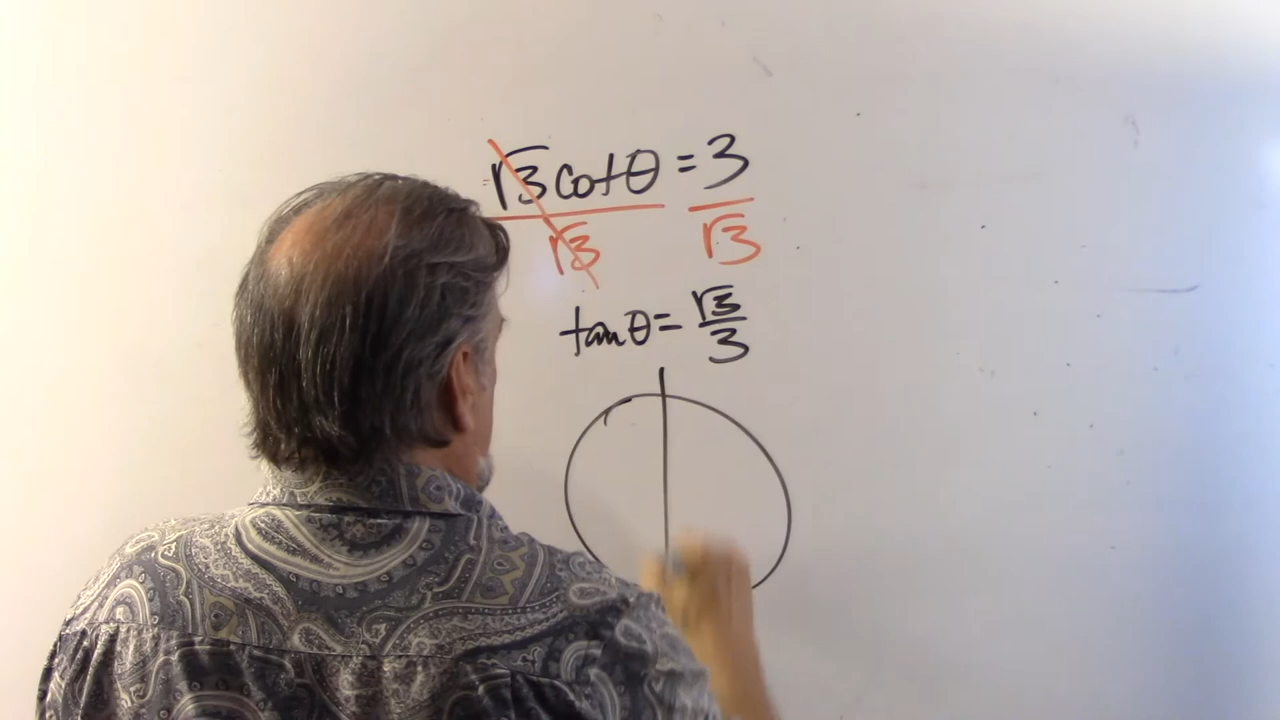 √3 cot θ = 3
√3 √3
tan θ = √3/3